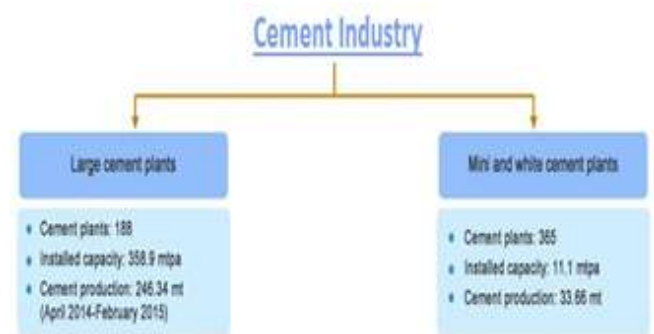 Cement Industry
Large cement plants
Cement plants: 188
Installed capacity: 358.9 mtpa
Cement production: 246.34 mt
(April 2014-February 2015)
Mini and white cement plants
Cement plants: 365
Installed capacity: 11.1 mtpa
Cement production: 33.66 mt